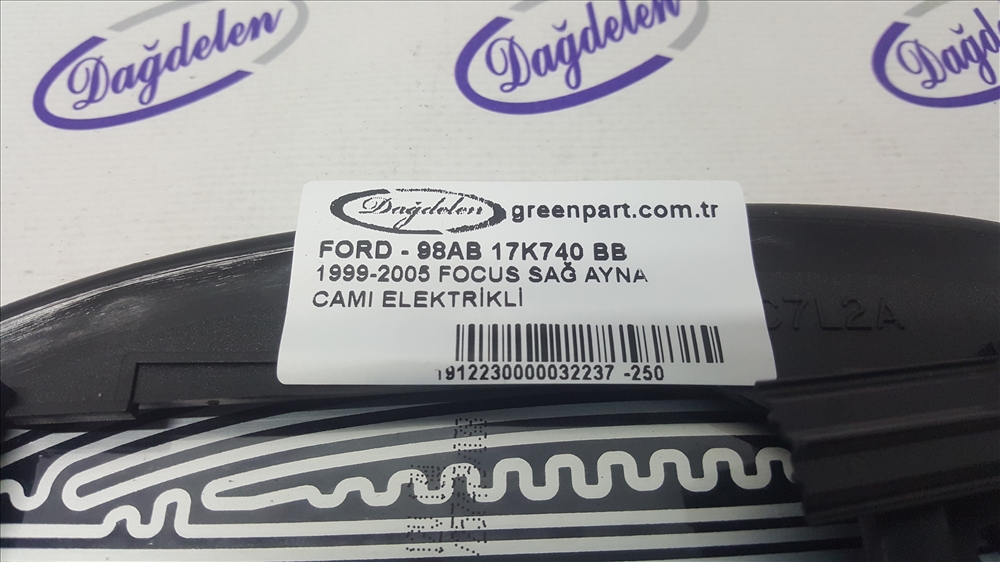 Dağdelen
Dağdelen
Dağdelen
Dağdelen greenpart.com.tr
FORD - 98AB 17K740 BB
1999-2005 FOCUS SAĞ AYNA
CAMI ELEKTRİKLİ
1912230000032237 -250
C7L2A